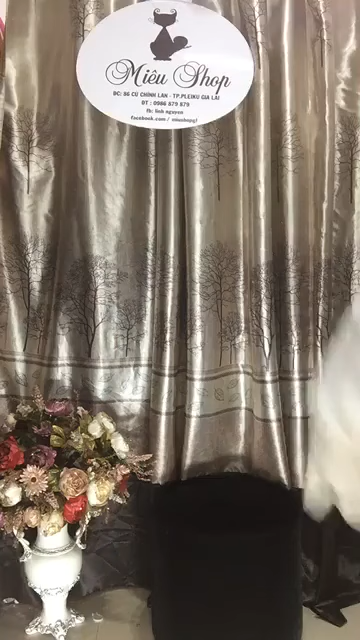 Miêu Shop
ĐC: 86 CÙ CHÍNH LAN - TP.PLEIKU GIA LAI
ĐT : 0986 879 879
Fb: linh nguyen
facebook.com / mieushopgl